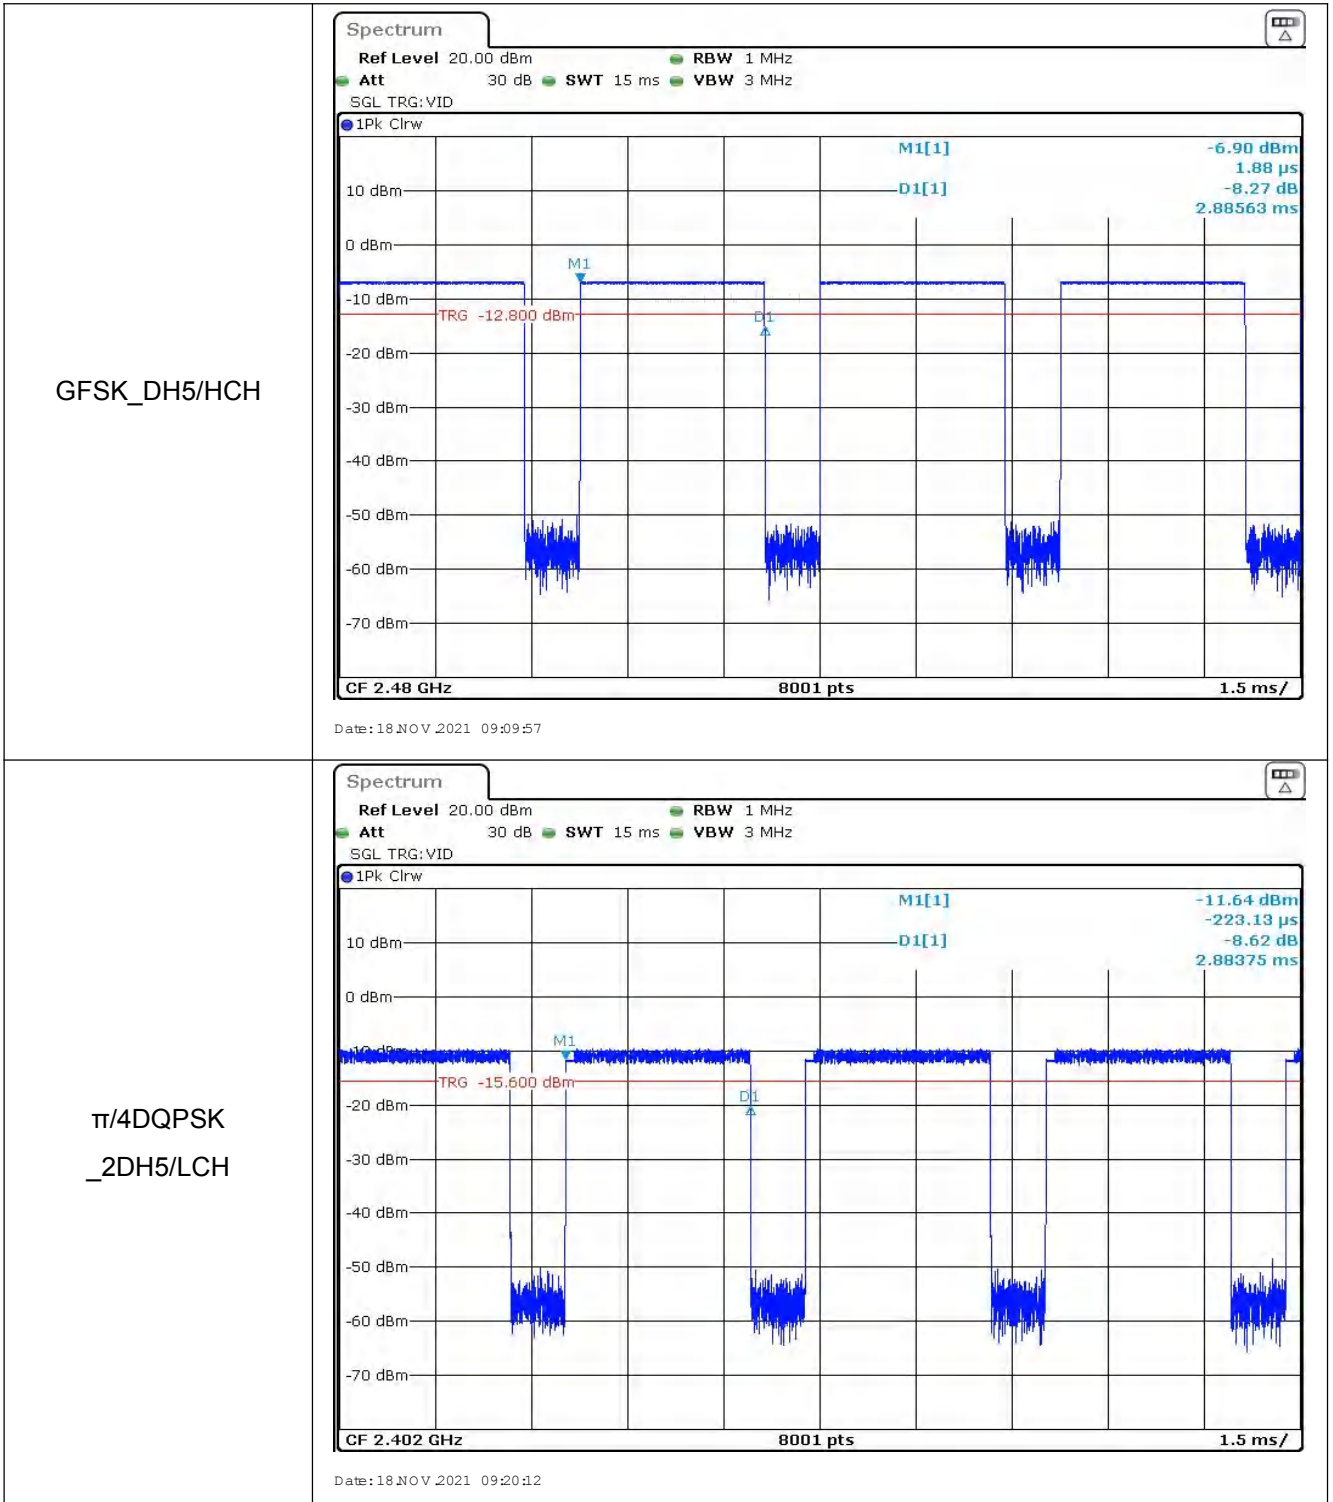 GFSK_DH5/HCH
Spectrum
Ref Level 20.00 dBm RBW 1 MHz
Att 30 dB SWT 15 ms VBW 3 MHz
SGL TRG:VID
1Pk Clrw
M1[1] -6.90 dBm
1.88 µs
10 dBm D1[1] -8.27 dB
2.88563 ms
0 dBm
M1
-10 dBm
TRG -12.800 dBm D1
-20 dBm
-30 dBm
-40 dBm
-50 dBm
-60 dBm
-70 dBm
CF 2.48 GHz 8001 pts 1.5 ms/
Date: 18.NOV.2021 09:09:57
π/4DQPSK
_2DH5/LCH
Spectrum
Ref Level 20.00 dBm RBW 1 MHz
Att 30 dB SWT 15 ms VBW 3 MHz
SGL TRG:VID
1Pk Clrw
M1[1] -11.64 dBm
-223.13 µs
10 dBm D1[1] -8.62 dB
2.88375 ms
0 dBm
M1
-10 dBm
TRG -15.600 dBm
-20 dBm D1
-30 dBm
-40 dBm
-50 dBm
-60 dBm
-70 dBm
CF 2.402 GHz 8001 pts 1.5 ms/
Date: 18.NOV.2021 09:20:12